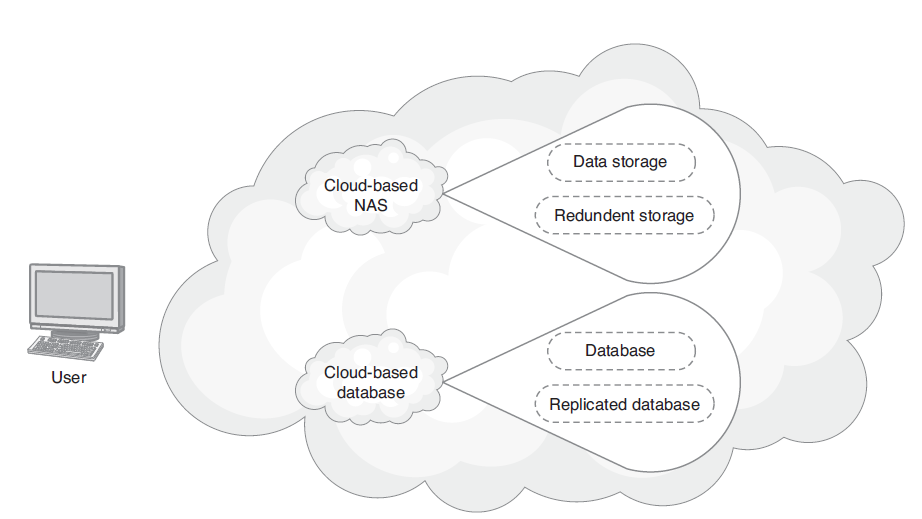 Cloud-based
NAS
Data storage
Redundent storage
User
Cloud-based
database
Database
Replicated database